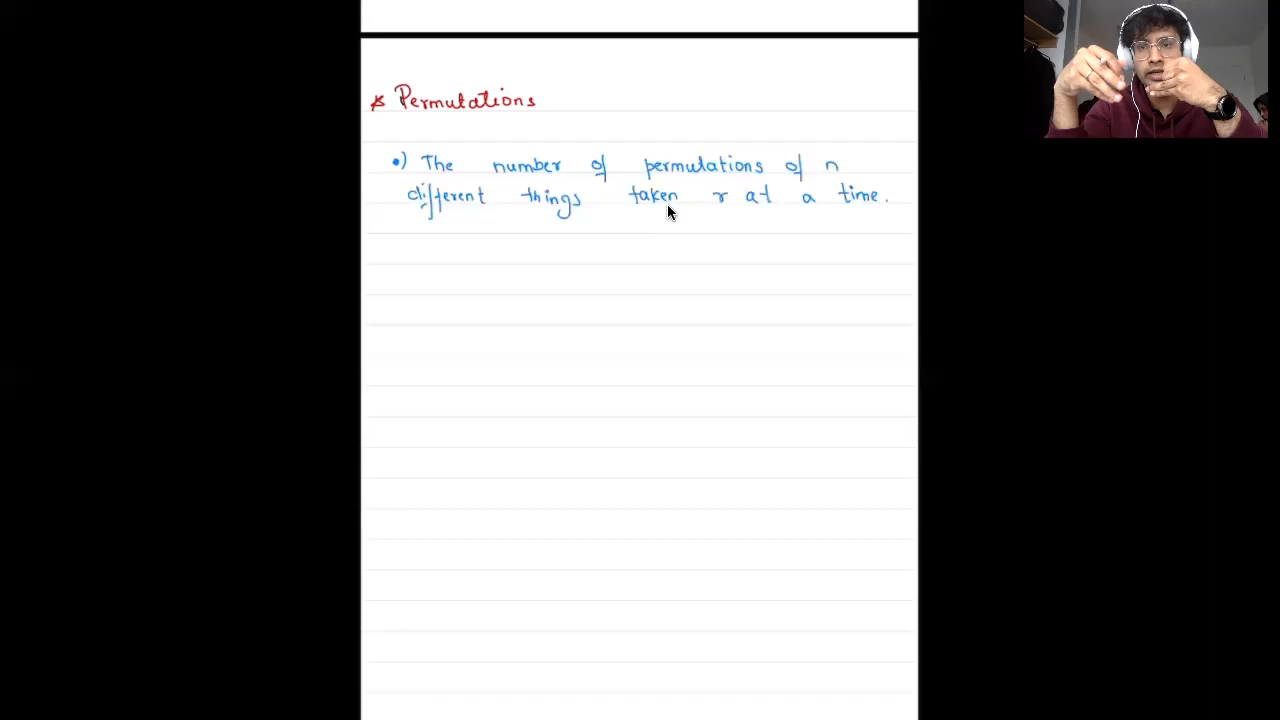 * Permutations
•) The number of permutations of n
different things taken r at a time.